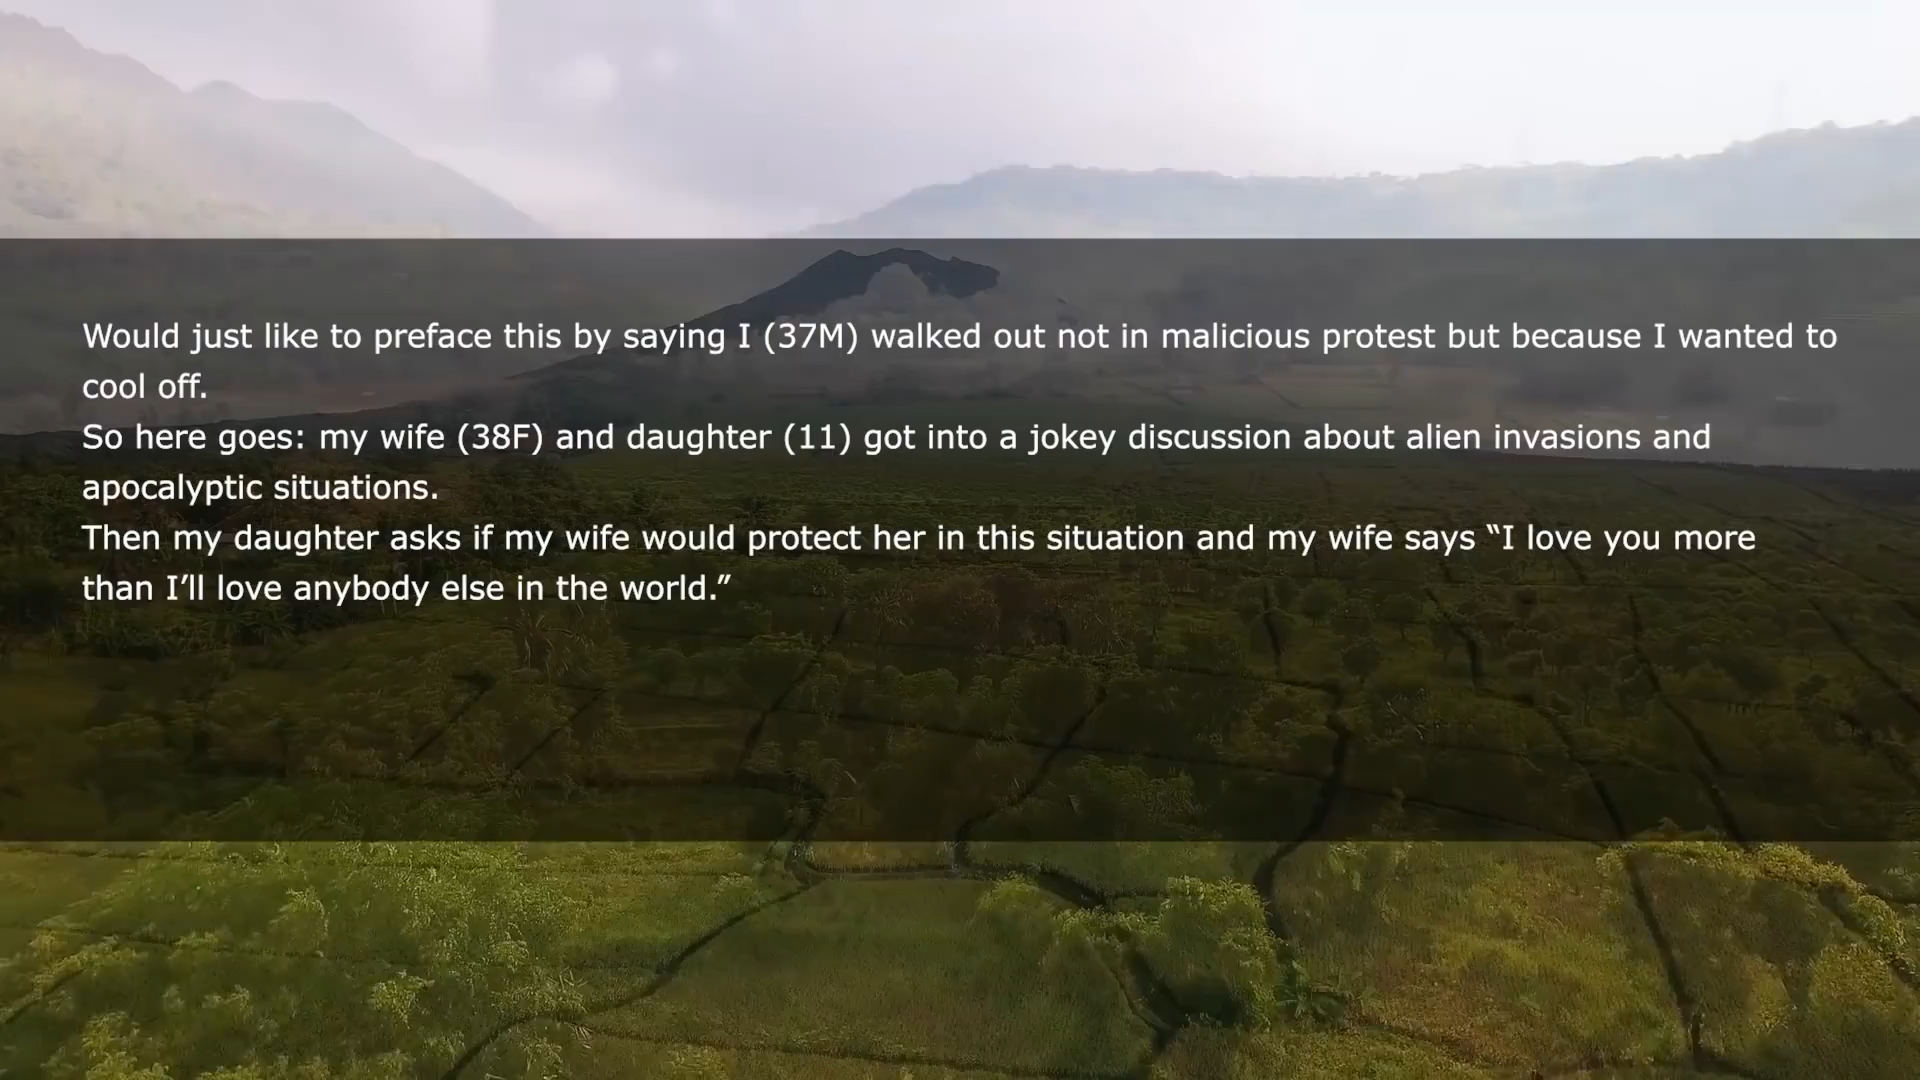 Would just like to preface this by saying I (37M) walked out not in malicious protest but because I wanted to
cool off.
So here goes: my wife (38F) and daughter (11) got into a jokey discussion about alien invasions and
apocalyptic situations.
Then my daughter asks if my wife would protect her in this situation and my wife says “I love you more
than I’ll love anybody else in the world.”